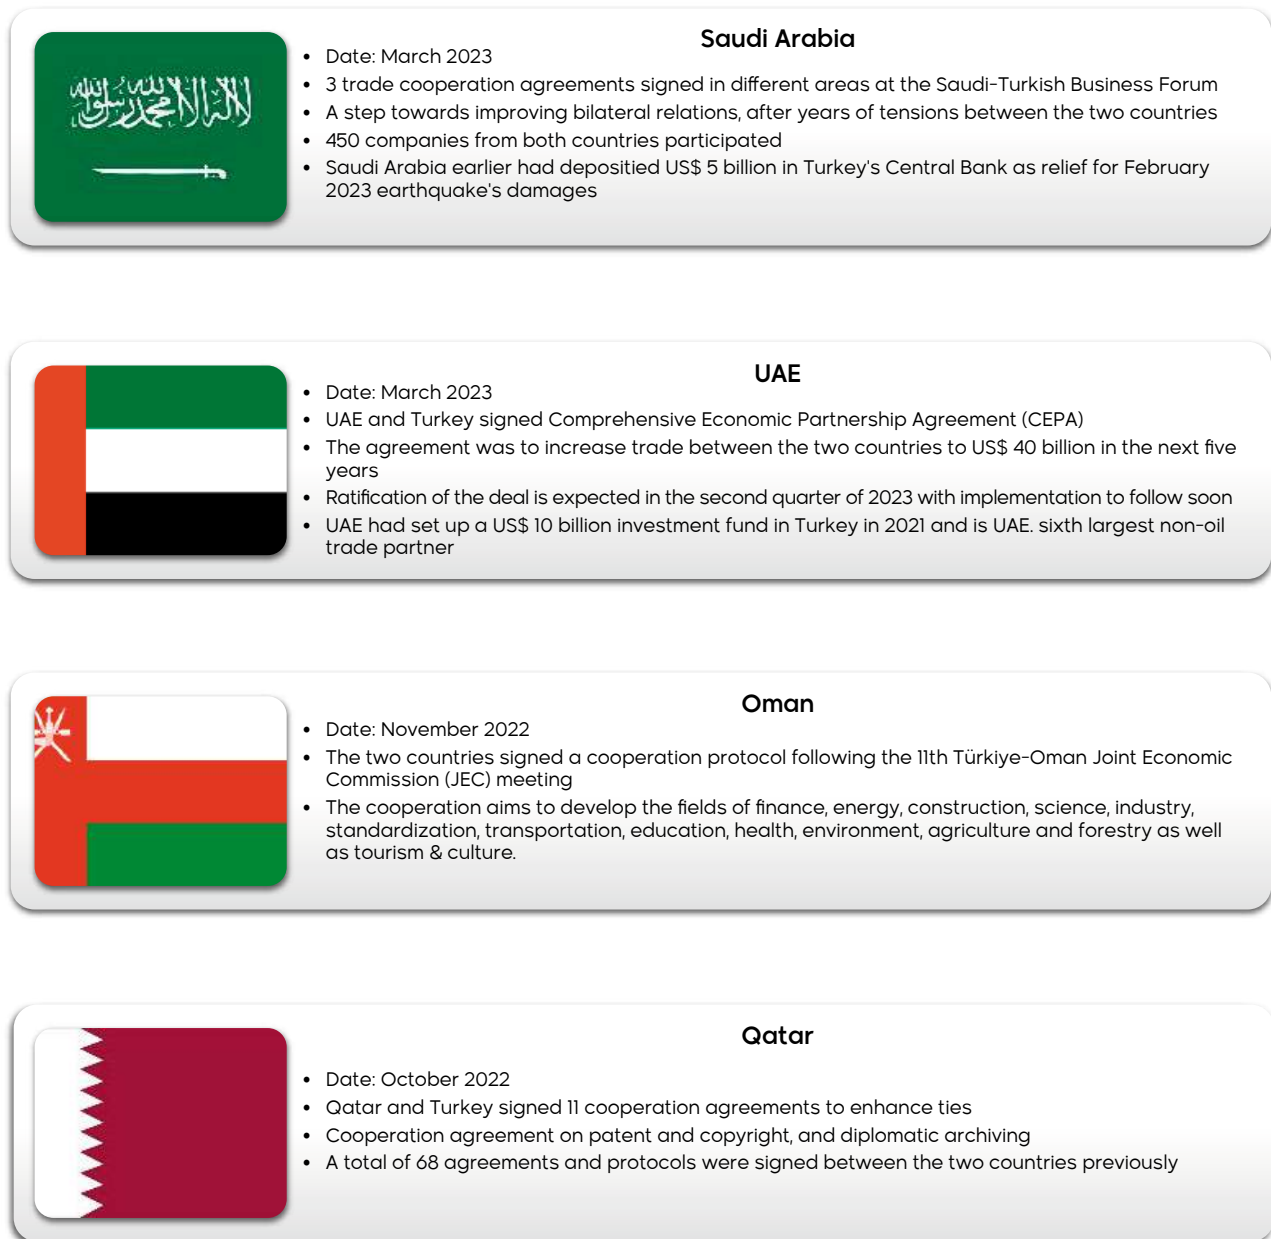 Saudi Arabia
• Date: March 2023
• 3 trade cooperation agreements signed in different areas at the Saudi-Turkish Business Forum
• A step towards improving bilateral relations, after years of tensions between the two countries
• 450 companies from both countries participated
• Saudi Arabia earlier had depositied US$ 5 billion in Turkey's Central Bank as relief for February
2023 earthquake's damages
لا إله إلا الله محمد رسول الله
UAE
• Date: March 2023
• UAE and Turkey signed Comprehensive Economic Partnership Agreement (CEPA)
• The agreement was to increase trade between the two countries to US$ 40 billion in the next five
years
• Ratification of the deal is expected in the second quarter of 2023 with implementation to follow soon
• UAE had set up a US$ 10 billion investment fund in Turkey in 2021 and is UAE. sixth largest non-oil
trade partner
Oman
• Date: November 2022
• The two countries signed a cooperation protocol following the 11th Türkiye-Oman Joint Economic
Commission (JEC) meeting
• The cooperation aims to develop the fields of finance, energy, construction, science, industry,
standardization, transportation, education, health, environment, agriculture and forestry as well
as tourism & culture.
Qatar
• Date: October 2022
• Qatar and Turkey signed 11 cooperation agreements to enhance ties
• Cooperation agreement on patent and copyright, and diplomatic archiving
• A total of 68 agreements and protocols were signed between the two countries previously